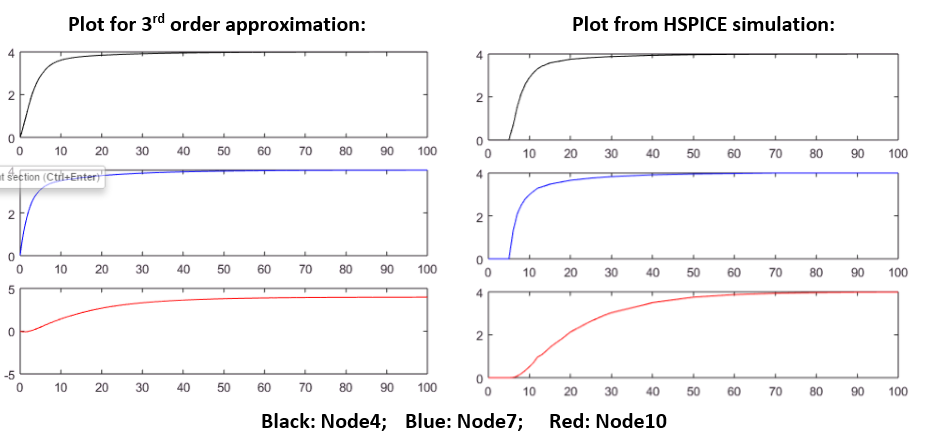 Plot for 3rd order approximation:
Plot from HSPICE simulation:
4
2
0
0 10 20 30 40 50 60 70 80 90 100
4
2
0
0 10 20 30 40 50 60 70 80 90 100
4
section (Ctrl+Enter)
2
0
0 10 20 30 40 50 60 70 80 90 100
4
2
0
0 10 20 30 40 50 60 70 80 90 100
5
0
-5
0 10 20 30 40 50 60 70 80 90 100
4
2
0
0 10 20 30 40 50 60 70 80 90 100
Black: Node4; Blue: Node7; Red: Node10